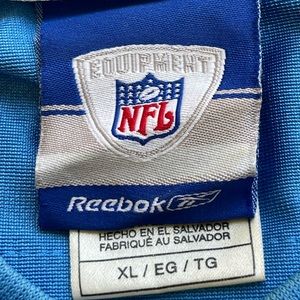 EQUIPMENT
NFL
Reebok
HECHO EN EL SALVADOR
FABRIQUÉ AU SALVADOR
XL / EG / TG